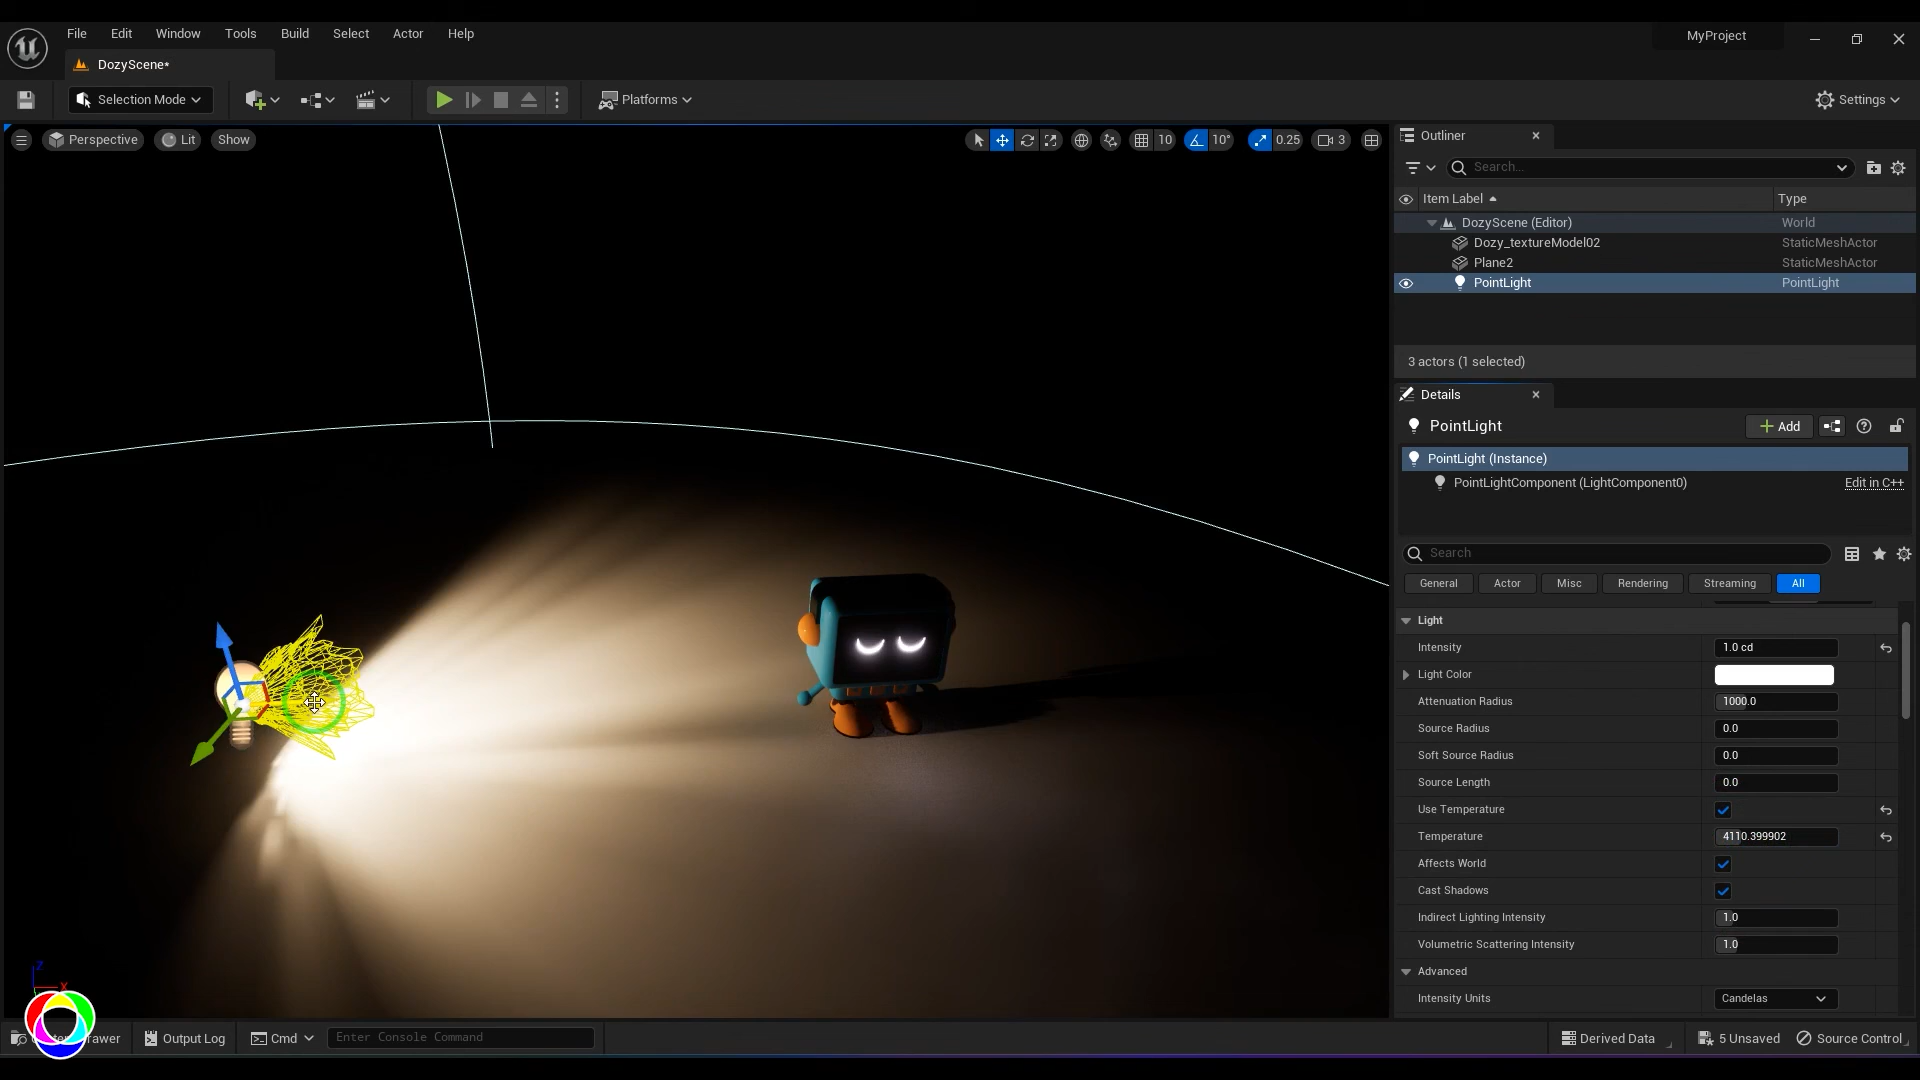 File Edit Window Tools Build Select Actor Help
MyProject
DozyScene*
Selection Mode
Platforms
Settings
Perspective Lit Show
10 10° 0.25 3
Outliner
Search...
Item Label Type
DozyScene (Editor) World
Dozy_textureModel02 StaticMeshActor
Plane2 StaticMeshActor
PointLight PointLight
3 actors (1 selected)
Details
PointLight Add
PointLight (Instance)
PointLightComponent (LightComponent0) Edit in C++
Search
General Actor Misc Rendering Streaming All
Light
Intensity 1.0 cd
Light Color
Attenuation Radius 1000.0
Source Radius 0.0
Soft Source Radius 0.0
Source Length 0.0
Use Temperature
Temperature 4110.399902
Affects World
Cast Shadows
Indirect Lighting Intensity 1.0
Volumetric Scattering Intensity 1.0
Advanced
Intensity Units Candelas
Z
X
Output Log Cmd Enter Console Command
Derived Data 5 Unsaved Source Control